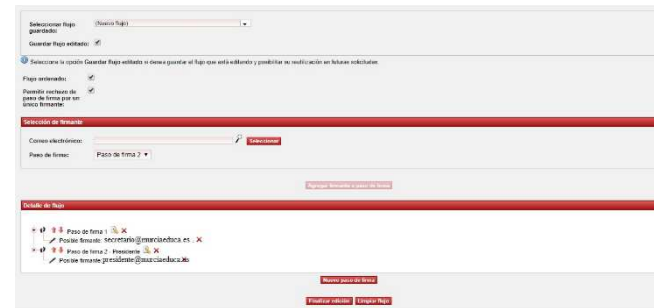 Seleccionar flujo guardado:
(Nuevo flujo)
Guardar flujo editado:
Seleccione la opción Guardar flujo editado si desea guardar el flujo que está editando y posibilitar su reutilización en futuras solicitudes.
Flujo ordenado:
Permitir rechazo de
paso de firma por un
único firmante:
Selección de firmante
Correo electrónico:
Seleccionar
Paso de firma:
Paso de firma 2
Agregar firmante a paso de firma
Detalle de flujo
Paso de firma 1
Posible firmante: secretario@murciaeduca.es .
Paso de firma 2 - Presidente
Posible firmante:presidente@murciaeduca.es
Nuevo paso de firma
Finalizar edición
Limpiar flujo